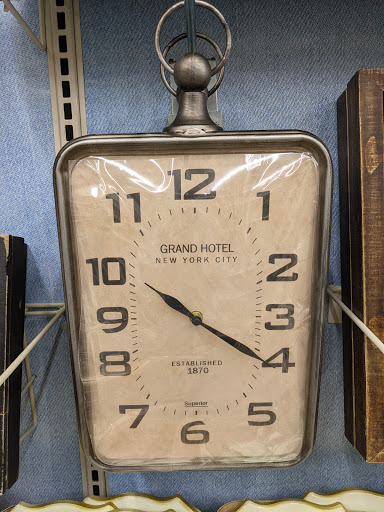 12
11 1
GRAND HOTEL
NEW YORK CITY
10 2
9 3
ESTABLISHED
1870
8 4
Superior
7 5
6